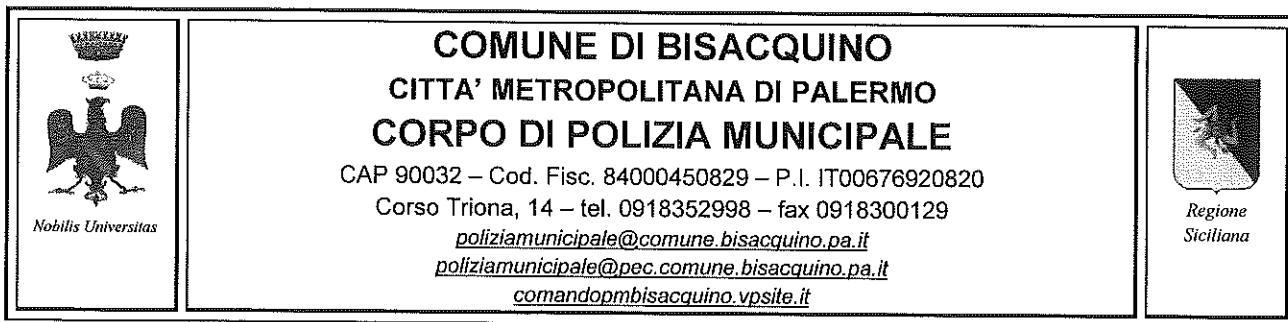 Nobilis Universitas
COMUNE DI BISACQUINO
CITTA' METROPOLITANA DI PALERMO
CORPO DI POLIZIA MUNICIPALE
CAP 90032 – Cod. Fisc. 84000450829 – P.I. IT00676920820
Corso Triona, 14 – tel. 0918352998 – fax 0918300129
poliziamunicipale@comune.bisacquino.pa.it
poliziamunicipale@pec.comune.bisacquino.pa.it
comandopmbisacquino.vpsite.it
Regione
Siciliana